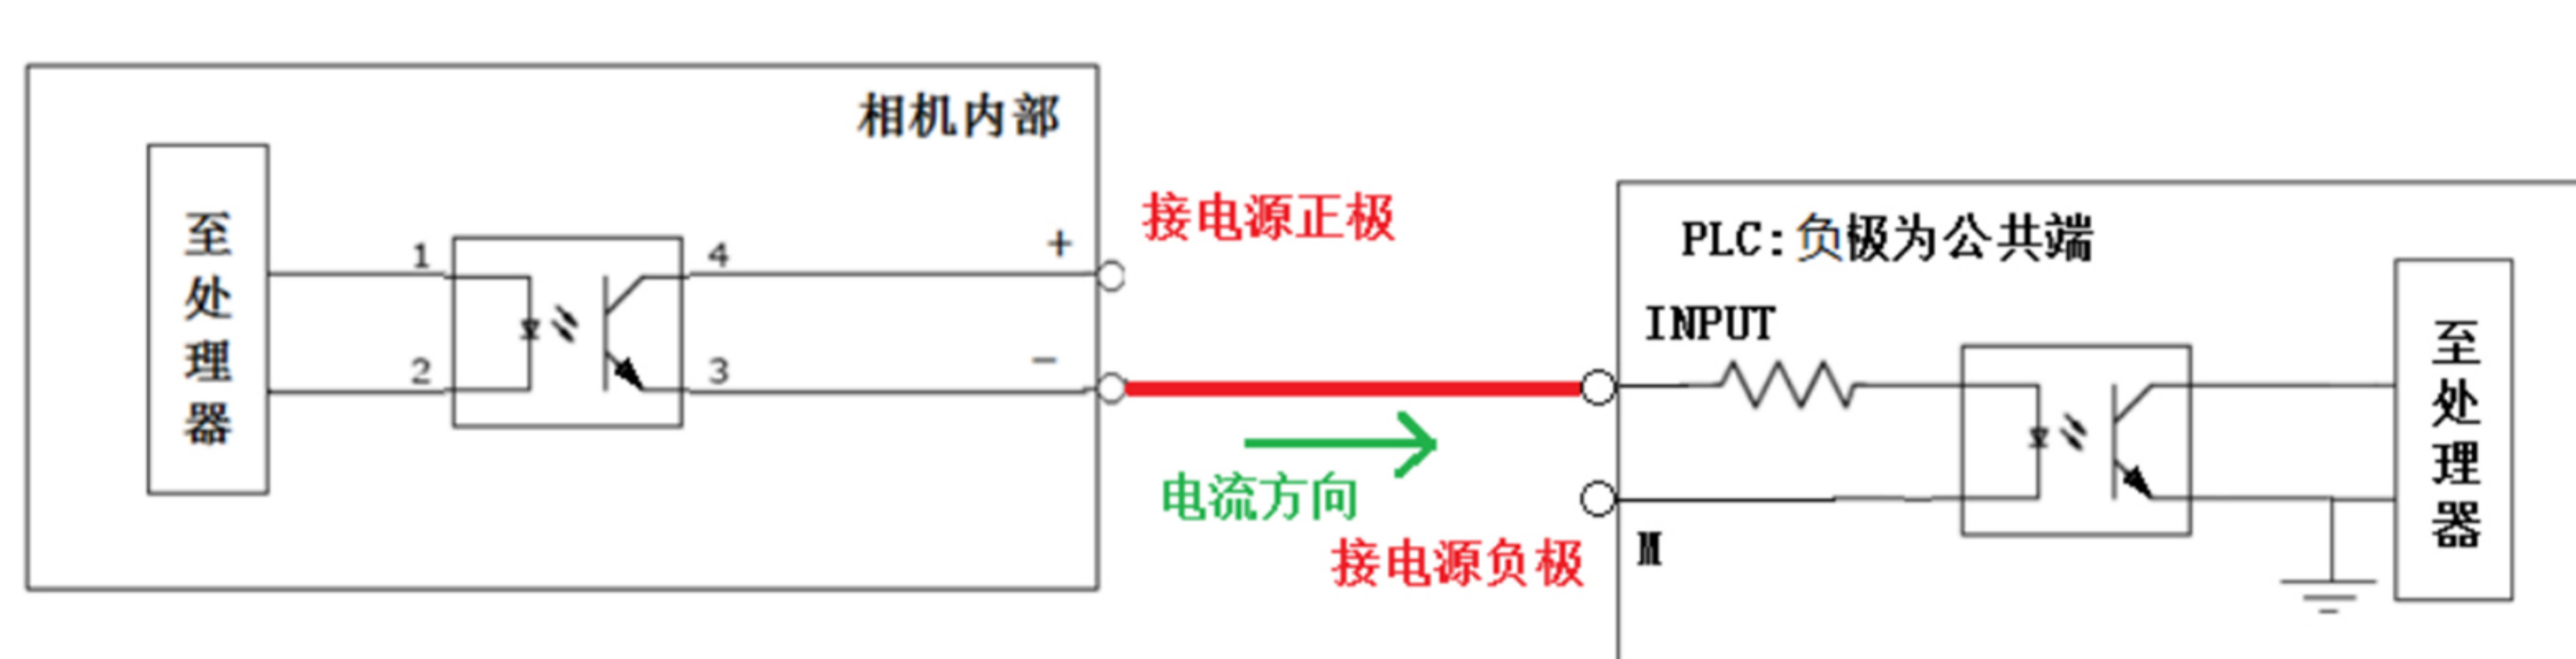 相机内部
至处理器
1
2
4
3
+
−
接电源正极
电流方向
接电源负极
PLC:负极为公共端
INPUT
M
至处理器